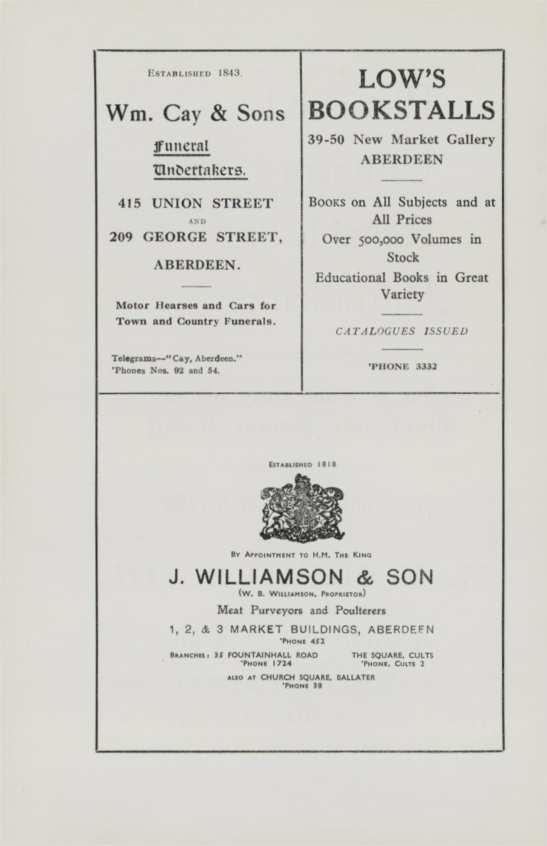 ESTABLISHED 1843.
Wm. Cay & Sons
Funeral
Undertakers.
415 UNION STREET
AND
209 GEORGE STREET,
ABERDEEN.
Motor Hearses and Cars for
Town and Country Funerals.
Telegrams—"Cay, Aberdeen."
'Phones Nos. 92 and 54.
LOW'S
BOOKSTALLS
39-50 New Market Gallery
ABERDEEN
BOOKS on All Subjects and at
All Prices
Over 500,000 Volumes in
Stock
Educational Books in Great
Variety
CATALOGUES ISSUED
'PHONE 3332
ESTABLISHED 1818
BY APPOINTMENT TO H.M. THE KING
J. WILLIAMSON & SON
(W. B. WILLIAMSON, PROPRIETOR)
Meat Purveyors and Poulterers
1, 2, & 3 MARKET BUILDINGS, ABERDEEN
'PHONE 452
BRANCHES: 35 FOUNTAINHALL ROAD
'PHONE 1724
THE SQUARE, CULTS
'PHONE, CULTS 2
ALSO AT CHURCH SQUARE, BALLATER
'PHONE 38